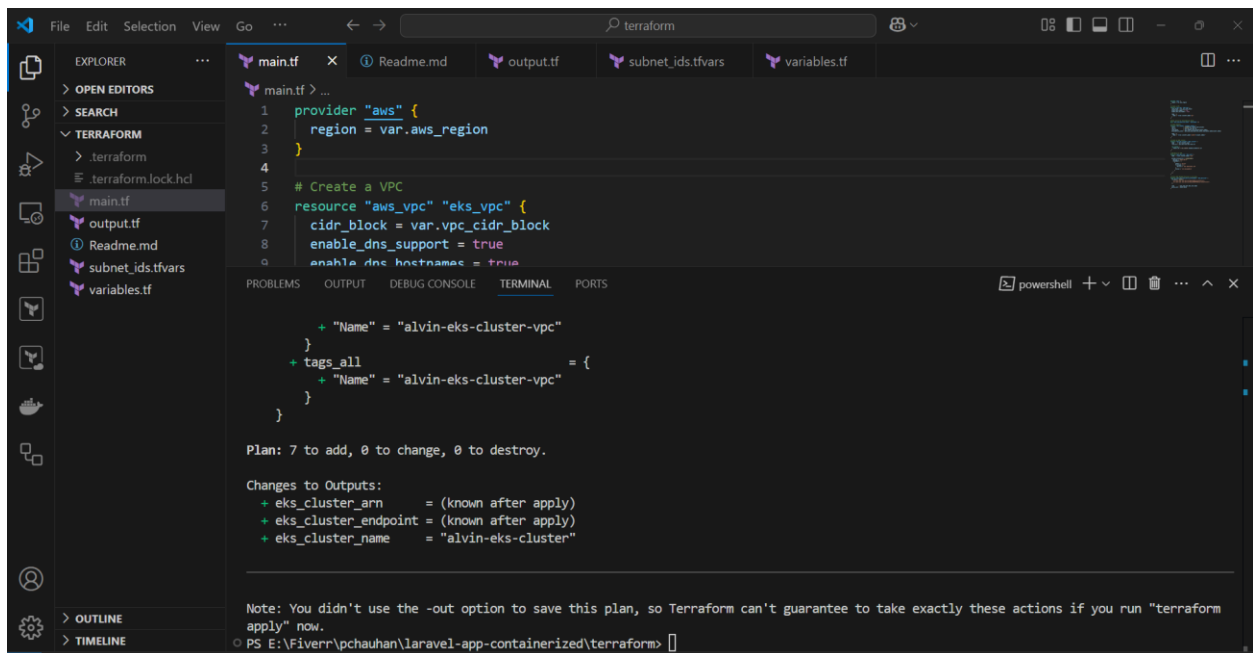 File Edit Selection View Go ··· terraform
EXPLORER ···
OPEN EDITORS
SEARCH
TERRAFORM
.terraform
.terraform.lock.hcl
main.tf
output.tf
Readme.md
subnet_ids.tfvars
variables.tf
OUTLINE
TIMELINE
main.tf Readme.md output.tf subnet_ids.tfvars variables.tf
main.tf > ...
1 provider "aws" {
2 region = var.aws_region
3 }
4
5 # Create a VPC
6 resource "aws_vpc" "eks_vpc" {
7 cidr_block = var.vpc_cidr_block
8 enable_dns_support = true
9 enable_dns_hostnames = true
PROBLEMS OUTPUT DEBUG CONSOLE TERMINAL PORTS powershell
+ "Name" = "alvin-eks-cluster-vpc"
}
+ tags_all = {
+ "Name" = "alvin-eks-cluster-vpc"
}
}
Plan: 7 to add, 0 to change, 0 to destroy.
Changes to Outputs:
+ eks_cluster_arn = (known after apply)
+ eks_cluster_endpoint = (known after apply)
+ eks_cluster_name = "alvin-eks-cluster"
Note: You didn't use the -out option to save this plan, so Terraform can't guarantee to take exactly these actions if you run "terraform
apply" now.
PS E:\Fiverr\pchauhan\laravel-app-containerized\terraform>